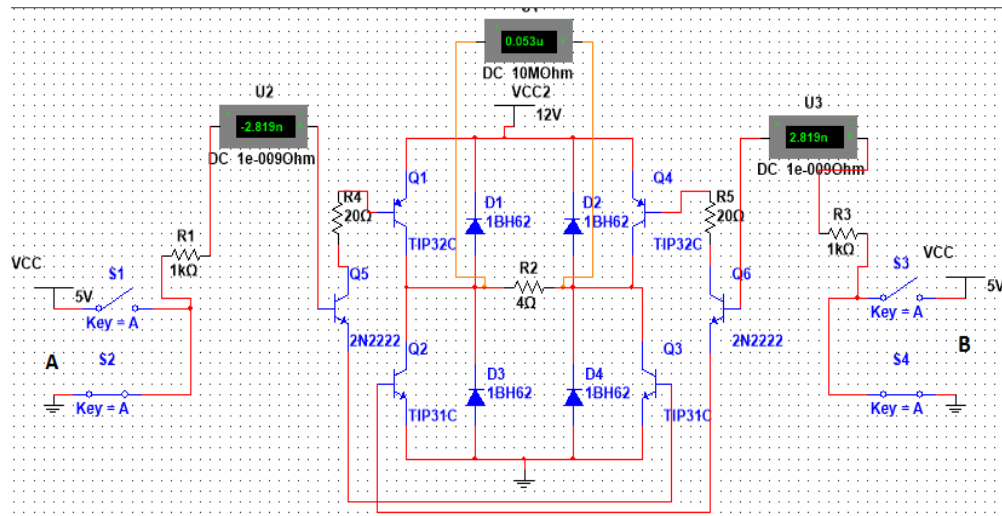 0.053u
DC 10MOhm
VCC2
12V
U2
-2.819n
DC 1e-009Ohm
U3
2.819n
DC 1e-009Ohm
Q1
Q4
R4
20Ω
D1
1BH62
D2
1BH62
R5
20Ω
TIP32C
TIP32C
R1
1kΩ
R3
1kΩ
VCC
5V
S1
Key = A
Q5
R2
4Ω
Q6
S3
Key = A
VCC
5V
2N2222
Q2
Q3
2N2222
A
S2
Key = A
D3
1BH62
D4
1BH62
TIP31C
TIP31C
S4
Key = A
B